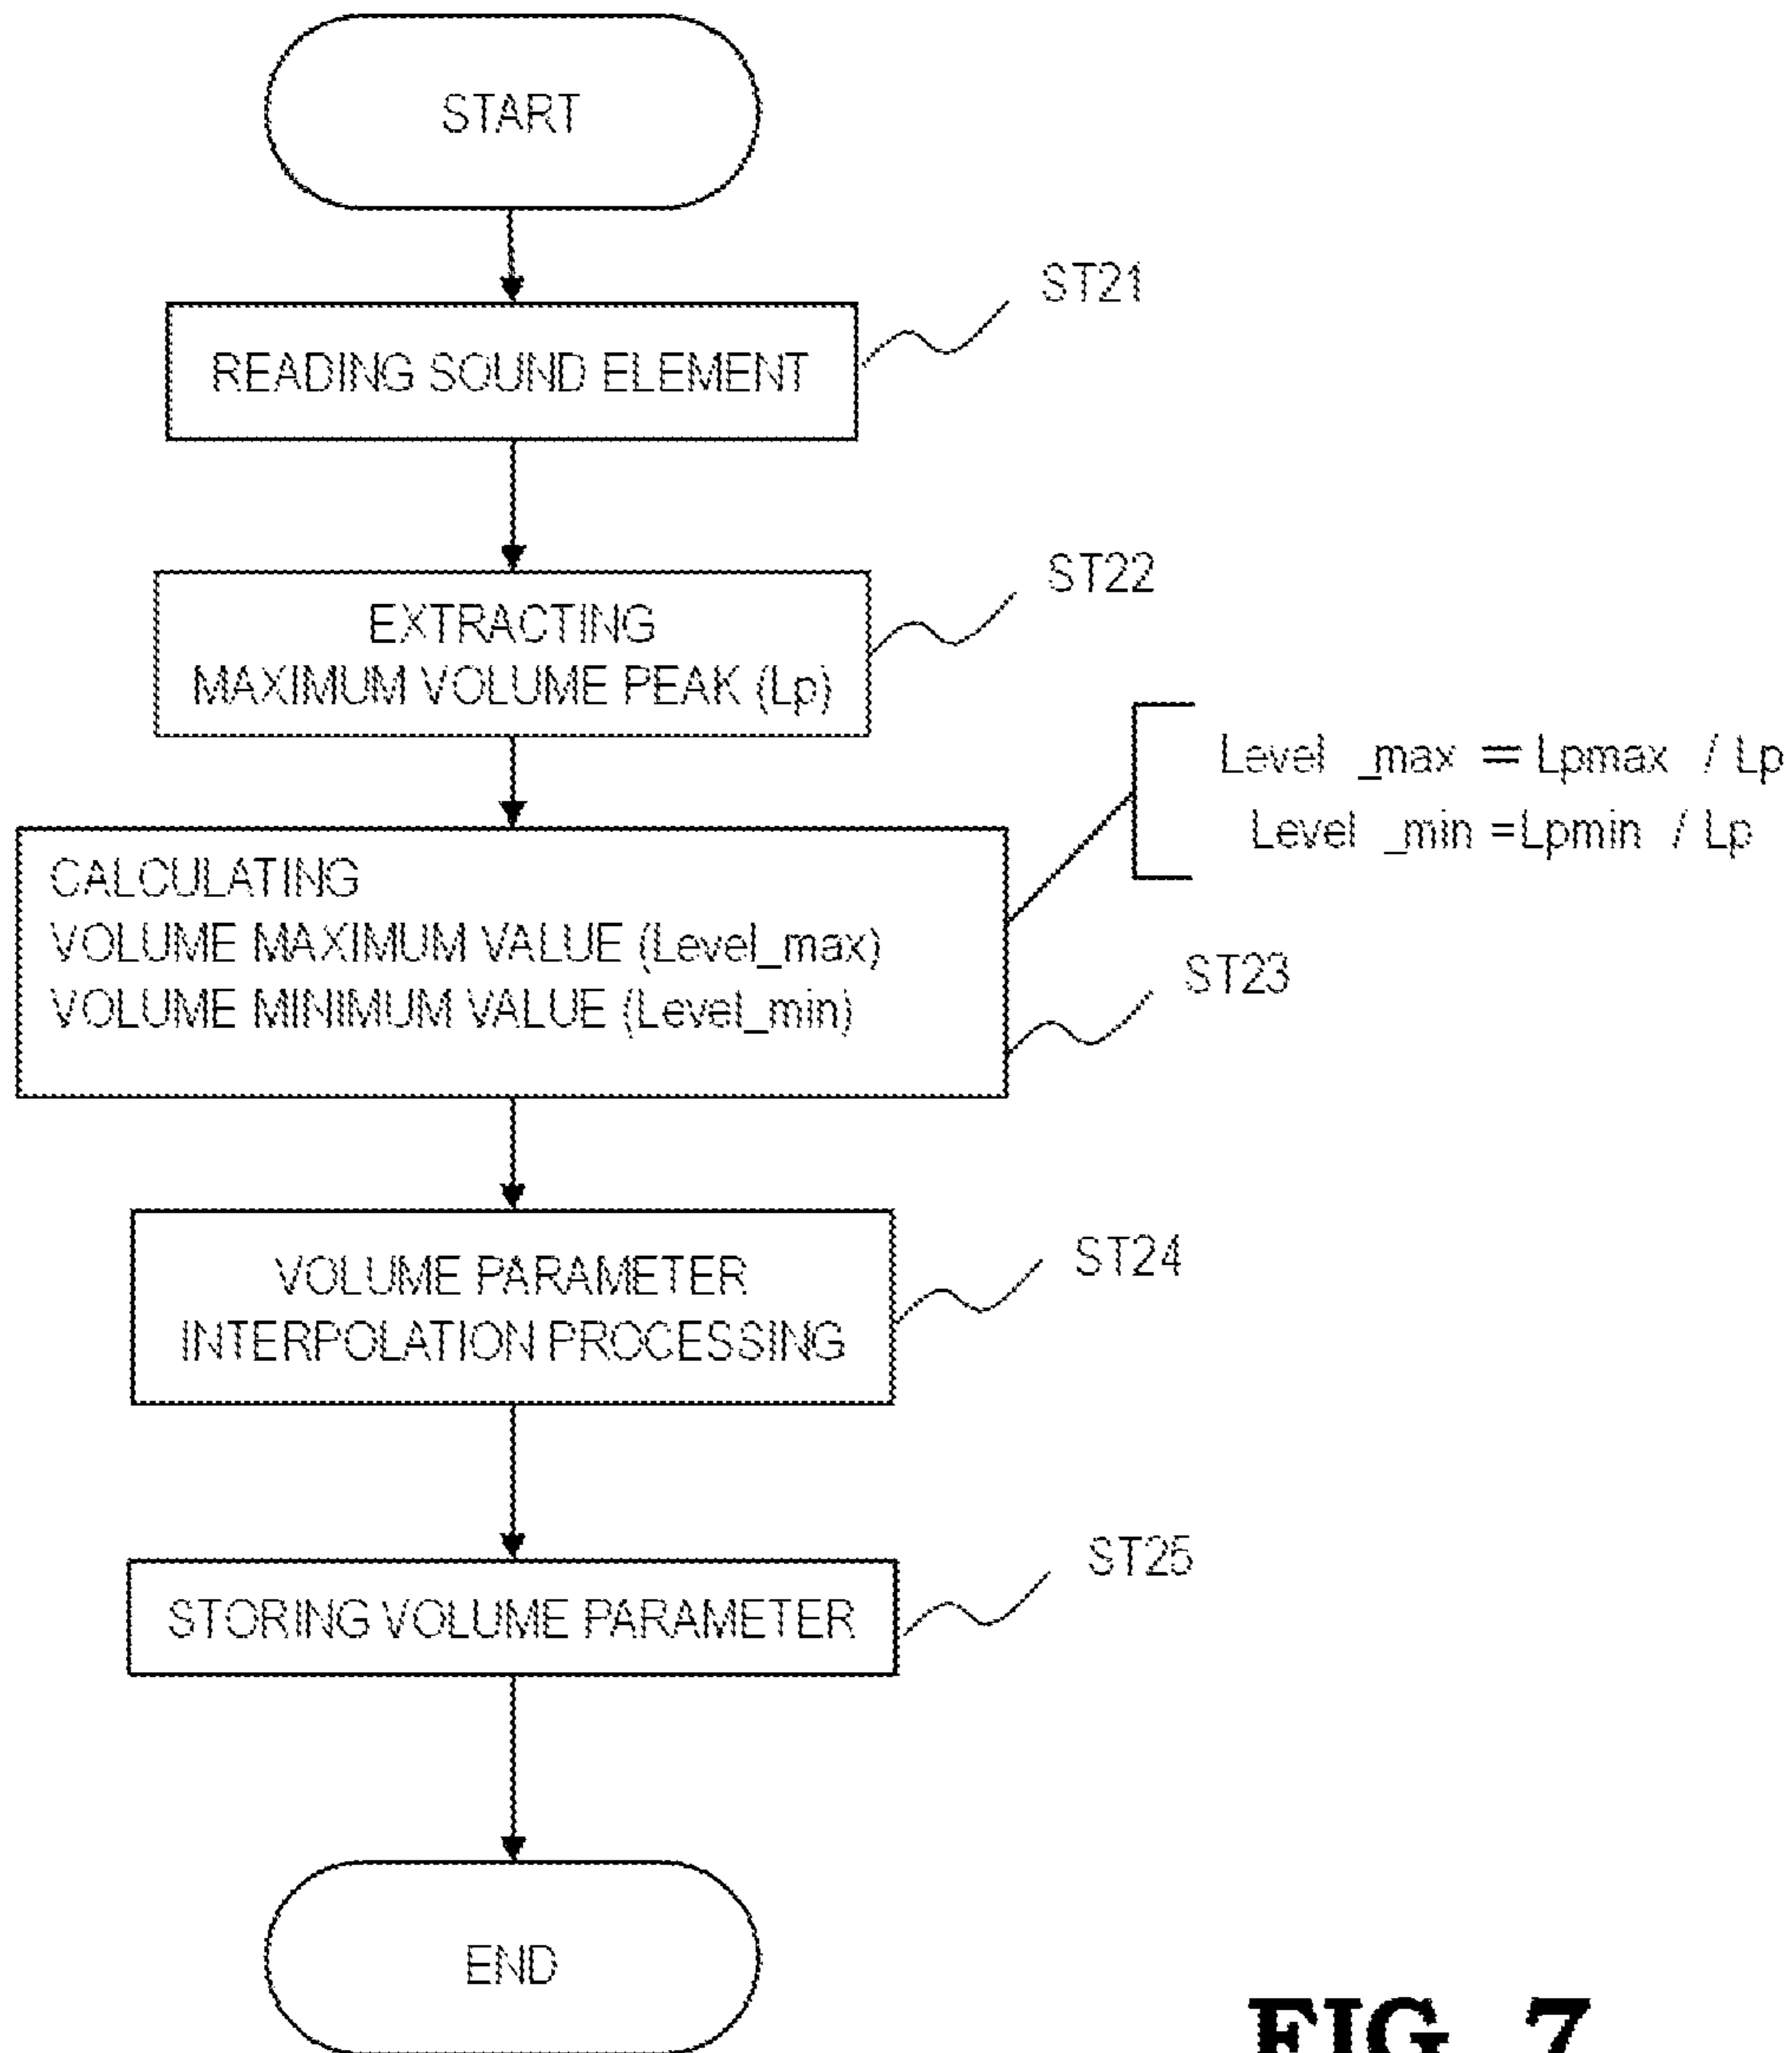 START
ST21
READING SOUND ELEMENT
ST22
EXTRACTING
MAXIMUM VOLUME PEAK (Lp)
Level _max = Lpmax / Lp
Level _min =Lpmin / Lp
CALCULATING
VOLUME MAXIMUM VALUE (Level_max)
VOLUME MINIMUM VALUE (Level_min)
ST23
VOLUME PARAMETER
INTERPOLATION PROCESSING
ST24
STORING VOLUME PARAMETER
ST25
END
FIG. 7